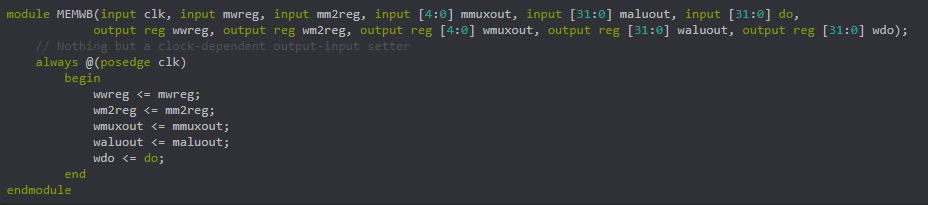 module MEMWB(input clk, input mwreg, input mm2reg, input [4:0] mmuxout, input [31:0] maluout, input [31:0] do,
output reg wwreg, output reg wm2reg, output reg [4:0] wmuxout, output reg [31:0] waluout, output reg [31:0] wdo);
// Nothing but a clock-dependent output-input setter
always @(posedge clk)
begin
wwreg <= mwreg;
wm2reg <= mm2reg;
wmuxout <= mmuxout;
waluout <= maluout;
wdo <= do;
end
endmodule